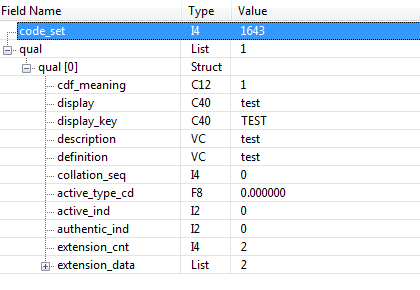 Field Name Type Value
code_set I4 1643
qual List 1
qual [0] Struct
cdf_meaning C12 1
display C40 test
display_key C40 TEST
description VC test
definition VC test
collation_seq I4 0
active_type_cd F8 0.000000
active_ind I2 0
authentic_ind I2 0
extension_cnt I4 2
extension_data List 2